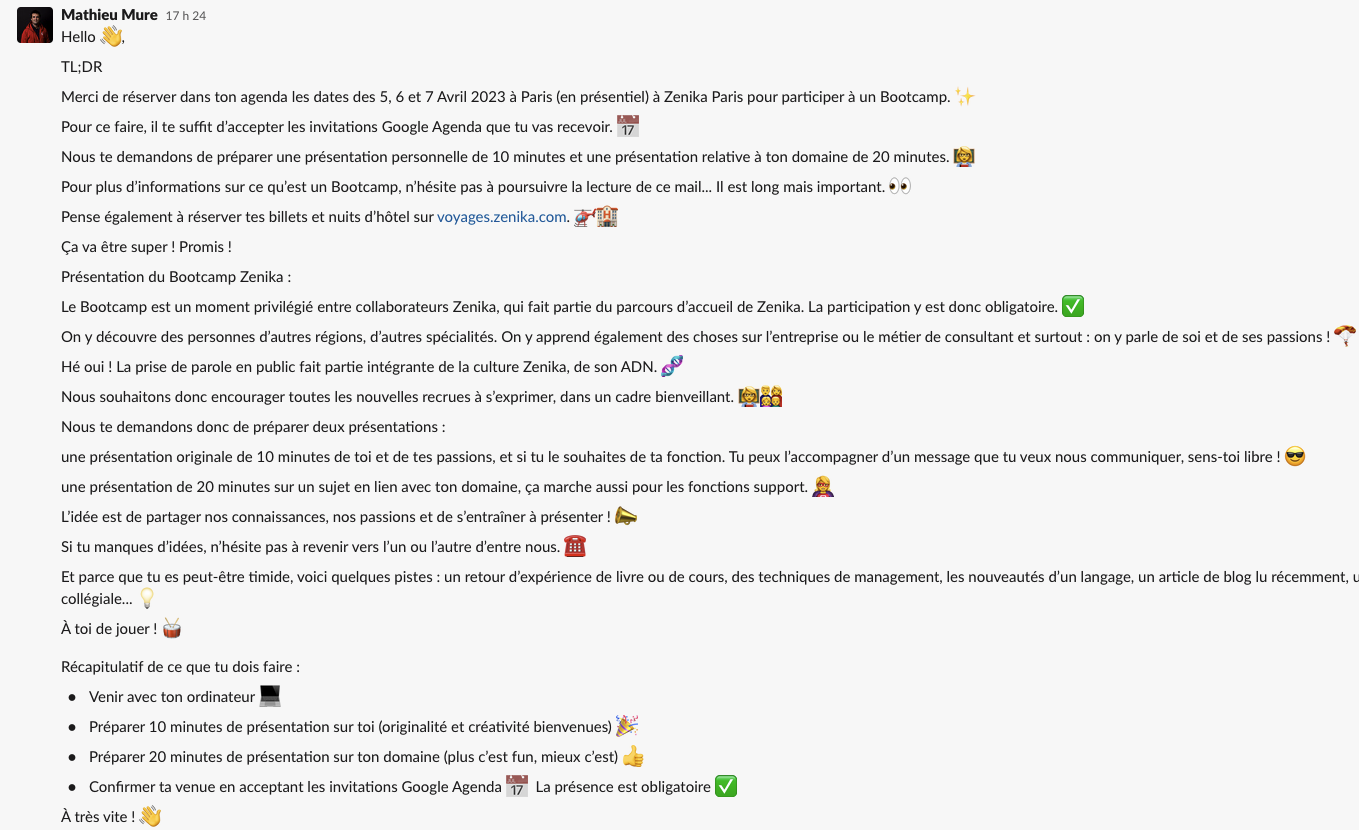 Mathieu Mure 17 h 24
Hello 👋,
TL;DR
Merci de réserver dans ton agenda les dates des 5, 6 et 7 Avril 2023 à Paris (en présentiel) à Zenika Paris pour participer à un Bootcamp. ✨
Pour ce faire, il te suffit d’accepter les invitations Google Agenda que tu vas recevoir. 📅
Nous te demandons de préparer une présentation personnelle de 10 minutes et une présentation relative à ton domaine de 20 minutes. 👩‍🏫
Pour plus d’informations sur ce qu’est un Bootcamp, n’hésite pas à poursuivre la lecture de ce mail... Il est long mais important. 👀
Pense également à réserver tes billets et nuits d’hôtel sur voyages.zenika.com. 🚁🏨
Ça va être super ! Promis !
Présentation du Bootcamp Zenika :
Le Bootcamp est un moment privilégié entre collaborateurs Zenika, qui fait partie du parcours d’accueil de Zenika. La participation y est donc obligatoire. ✅
On y découvre des personnes d’autres régions, d’autres spécialités. On y apprend également des choses sur l’entreprise ou le métier de consultant et surtout : on y parle de soi et de ses passions ! 🪂
Hé oui ! La prise de parole en public fait partie intégrante de la culture Zenika, de son ADN. 🧬
Nous souhaitons donc encourager toutes les nouvelles recrues à s’exprimer, dans un cadre bienveillant. 👩‍🏫👨‍👩‍👧‍👧
Nous te demandons donc de préparer deux présentations :
une présentation originale de 10 minutes de toi et de tes passions, et si tu le souhaites de ta fonction. Tu peux l’accompagner d’un message que tu veux nous communiquer, sens-toi libre ! 😎
une présentation de 20 minutes sur un sujet en lien avec ton domaine, ça marche aussi pour les fonctions support. 🦸‍♀️
L’idée est de partager nos connaissances, nos passions et de s’entraîner à présenter ! 📣
Si tu manques d’idées, n’hésite pas à revenir vers l’un ou l’autre d’entre nous. ☎️
Et parce que tu es peut-être timide, voici quelques pistes : un retour d’expérience de livre ou de cours, des techniques de management, les nouveautés d’un langage, un article de blog lu récemment,
collégiale... 💡
À toi de jouer ! 🥁
Récapitulatif de ce que tu dois faire :
• Venir avec ton ordinateur 💻
• Préparer 10 minutes de présentation sur toi (originalité et créativité bienvenues) 🎉
• Préparer 20 minutes de présentation sur ton domaine (plus c’est fun, mieux c’est) 👍
• Confirmer ta venue en acceptant les invitations Google Agenda 📅 La présence est obligatoire ✅
À très vite ! 👋